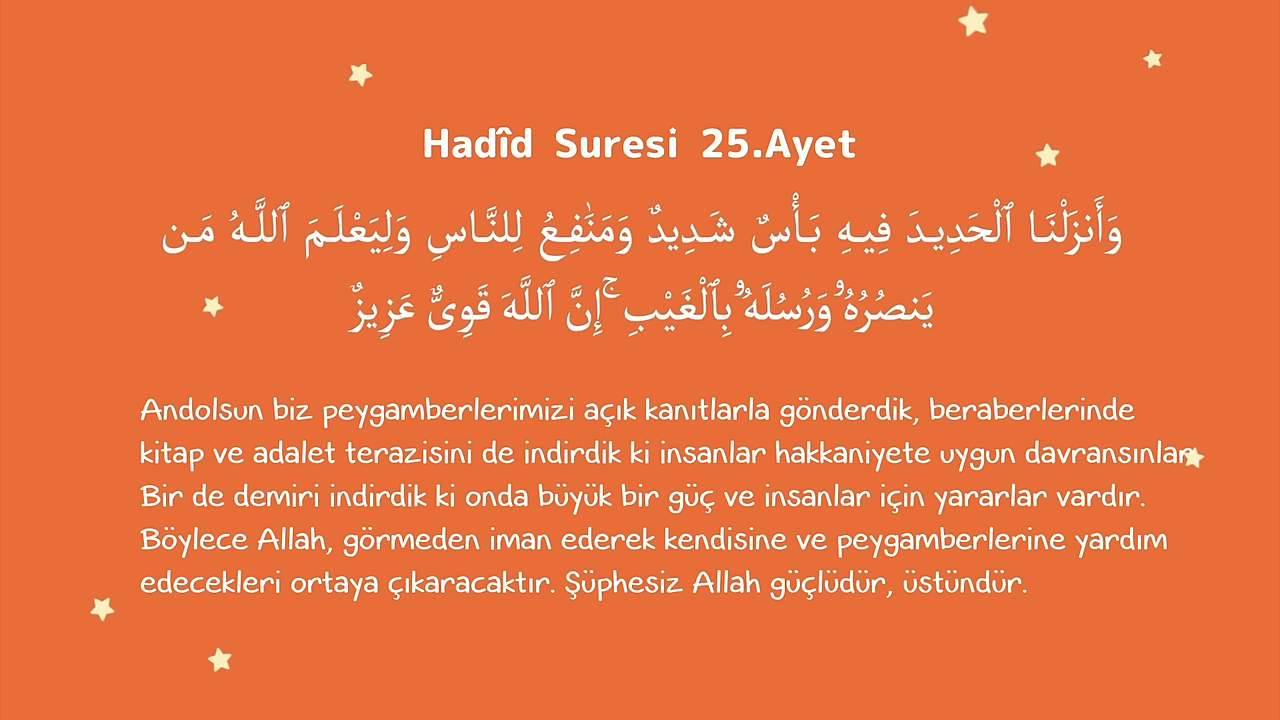 Hadîd Suresi 25.Ayet
وَأَنزَلْنَا ٱلْحَدِيدَ فِيهِ بَأْسٌ شَدِيدٌ وَمَنَٰفِعُ لِلنَّاسِ وَلِيَعْلَمَ ٱللَّهُ مَن
يَنصُرُهُۥ وَرُسُلَهُۥ بِٱلْغَيْبِ ۚ إِنَّ ٱللَّهَ قَوِىٌّ عَزِيزٌ
Andolsun biz peygamberlerimizi açık kanıtlarla gönderdik, beraberlerinde
kitap ve adalet terazisini de indirdik ki insanlar hakkaniyete uygun davransınlar.
Bir de demiri indirdik ki onda büyük bir güç ve insanlar için yararlar vardır.
Böylece Allah, görmeden iman ederek kendisine ve peygamberlerine yardım
edecekleri ortaya çıkaracaktır. Şüphesiz Allah güçlüdür, üstündür.